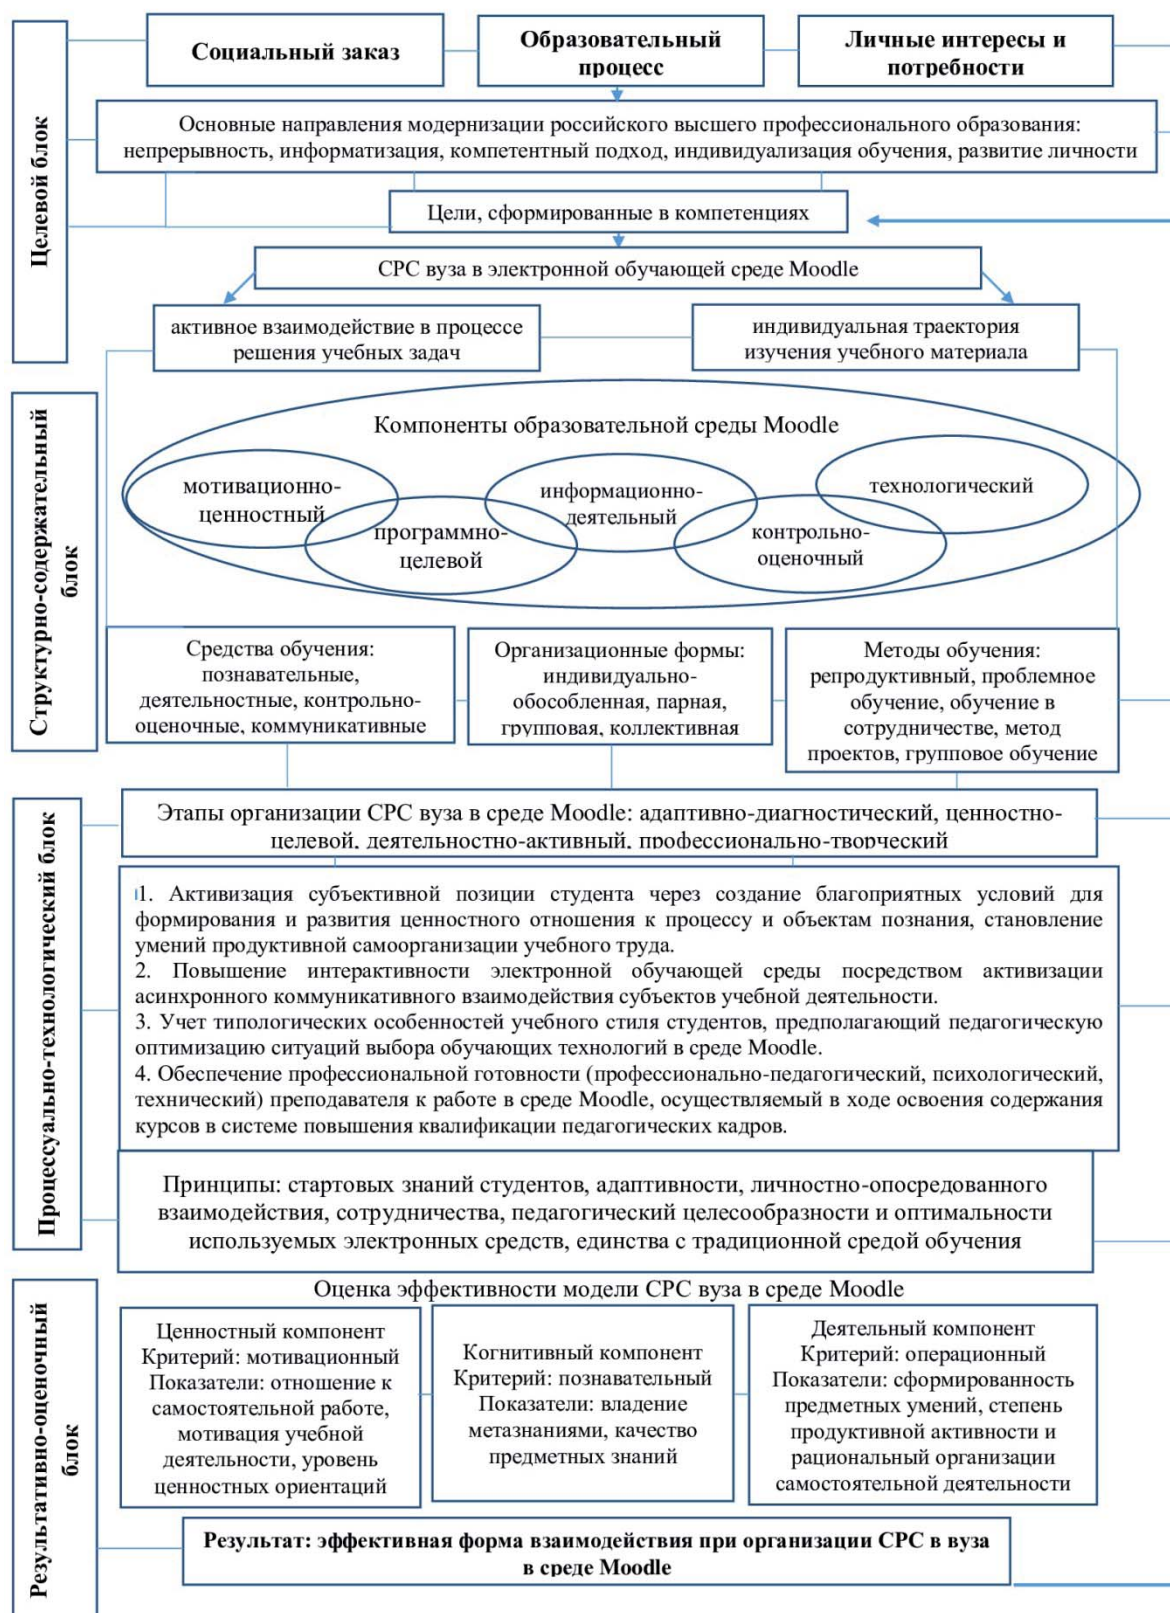 Целевой блок
Социальный заказ
Образовательный
процесс
Личные интересы и
потребности
Основные направления модернизации российского высшего профессионального образования:
непрерывность, информатизация, компетентный подход, индивидуализация обучения, развитие личности
Цели, сформированные в компетенциях
СРС вуза в электронной обучающей среде Moodle
активное взаимодействие в процессе
решения учебных задач
индивидуальная траектория
изучения учебного материала
Структурно-содержательный
блок
Компоненты образовательной среды Moodle
мотивационно-
ценностный
программно-
целевой
информационно-
деятельный
контрольно-
оценочный
технологический
Средства обучения:
познавательные,
деятельностные, контрольно-
оценочные, коммуникативные
Организационные формы:
индивидуально-
обособленная, парная,
групповая, коллективная
Методы обучения:
репродуктивный, проблемное
обучение, обучение в
сотрудничестве, метод
проектов, групповое обучение
Процессуально-технологический блок
Этапы организации СРС вуза в среде Moodle: адаптивно-диагностический, ценностно-
целевой, деятельностно-активный, профессионально-творческий
1. Активизация субъективной позиции студента через создание благоприятных условий для
формирования и развития ценностного отношения к процессу и объектам познания, становление
умений продуктивной самоорганизации учебного труда.
2. Повышение интерактивности электронной обучающей среды посредством активизации
асинхронного коммуникативного взаимодействия субъектов учебной деятельности.
3. Учет типологических особенностей учебного стиля студентов, предполагающий педагогическую
оптимизацию ситуаций выбора обучающих технологий в среде Moodle.
4. Обеспечение профессиональной готовности (профессионально-педагогический, психологический,
технический) преподавателя к работе в среде Moodle, осуществляемый в ходе освоения содержания
курсов в системе повышения квалификации педагогических кадров.
Принципы: стартовых знаний студентов, адаптивности, личностно-опосредованного
взаимодействия, сотрудничества, педагогический целесообразности и оптимальности
используемых электронных средств, единства с традиционной средой обучения
Результативно-оценочный
блок
Оценка эффективности модели СРС вуза в среде Moodle
Ценностный компонент
Критерий: мотивационный
Показатели: отношение к
самостоятельной работе,
мотивация учебной
деятельности, уровень
ценностных ориентаций
Когнитивный компонент
Критерий: познавательный
Показатели: владение
метазнаниями, качество
предметных знаний
Деятельный компонент
Критерий: операционный
Показатели: сформированность
предметных умений, степень
продуктивной активности и
рациональный организации
самостоятельной деятельности
Результат: эффективная форма взаимодействия при организации СРС в вуза
в среде Moodle